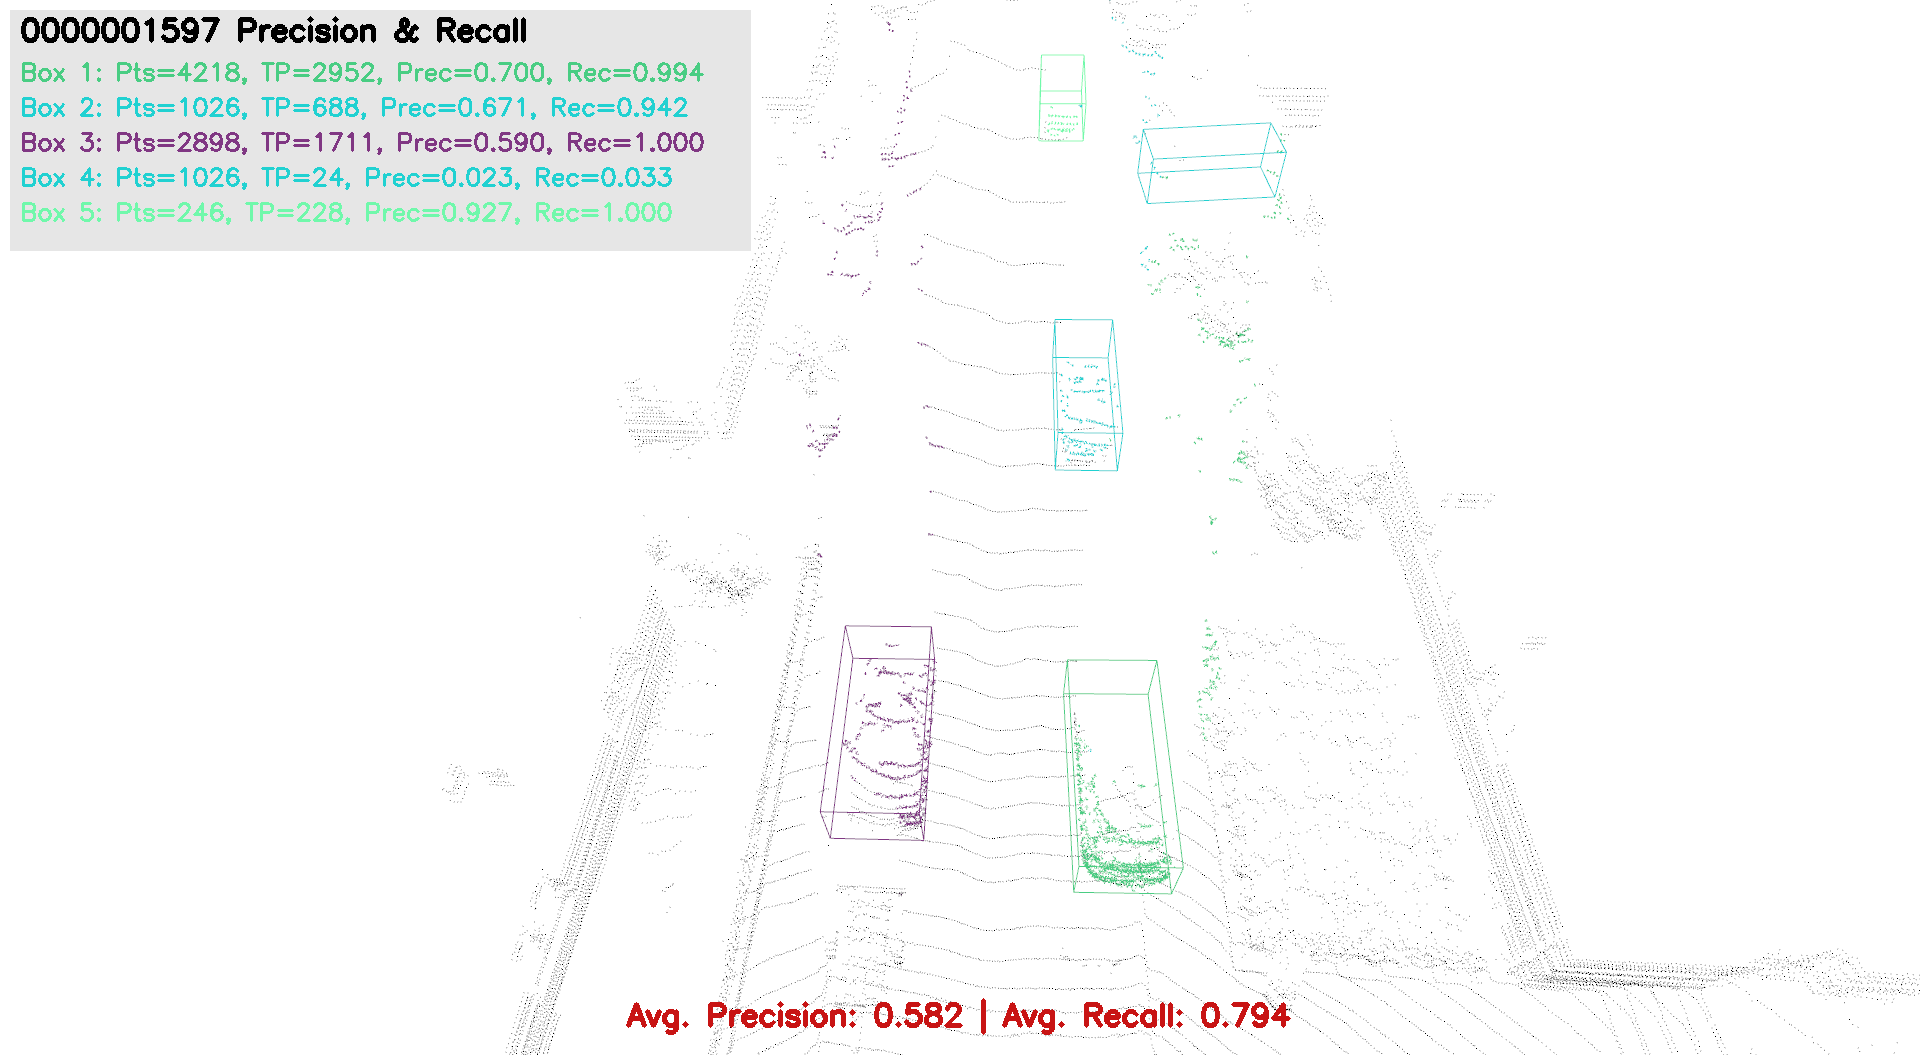 0000001597 Precision & Recall
Box 1: Pts=4218, TP=2952, Prec=0.700, Rec=0.994
Box 2: Pts=1026, TP=688, Prec=0.671, Rec=0.942
Box 3: Pts=2898, TP=1711, Prec=0.590, Rec=1.000
Box 4: Pts=1026, TP=24, Prec=0.023, Rec=0.033
Box 5: Pts=246, TP=228, Prec=0.927, Rec=1.000
Avg. Precision: 0.582 | Avg. Recall: 0.794